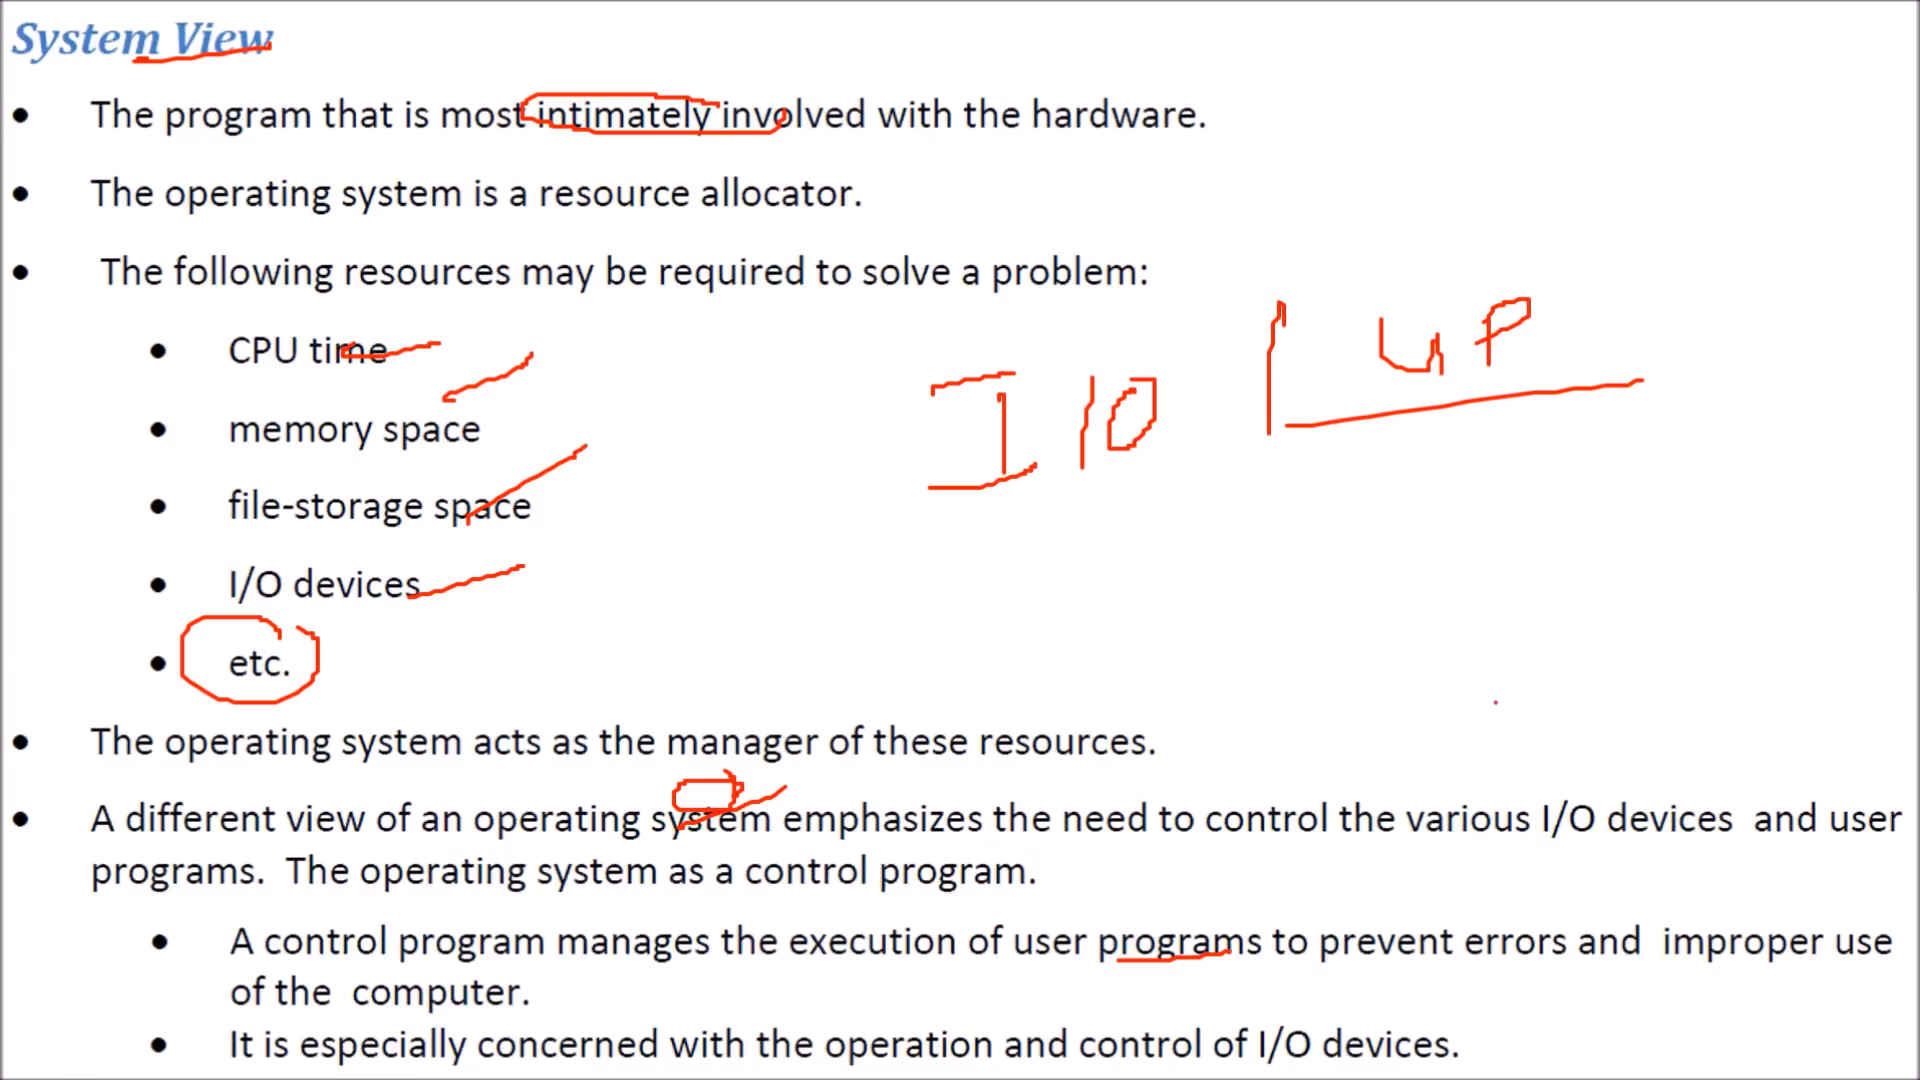 System View
• The program that is most intimately involved with the hardware.
• The operating system is a resource allocator.
• The following resources may be required to solve a problem:
• CPU time
• memory space
• file-storage space
• I/O devices
• etc.
I/O
UP
• The operating system acts as the manager of these resources.
• A different view of an operating system emphasizes the need to control the various I/O devices and user
programs. The operating system as a control program.
• A control program manages the execution of user programs to prevent errors and improper use
of the computer.
• It is especially concerned with the operation and control of I/O devices.